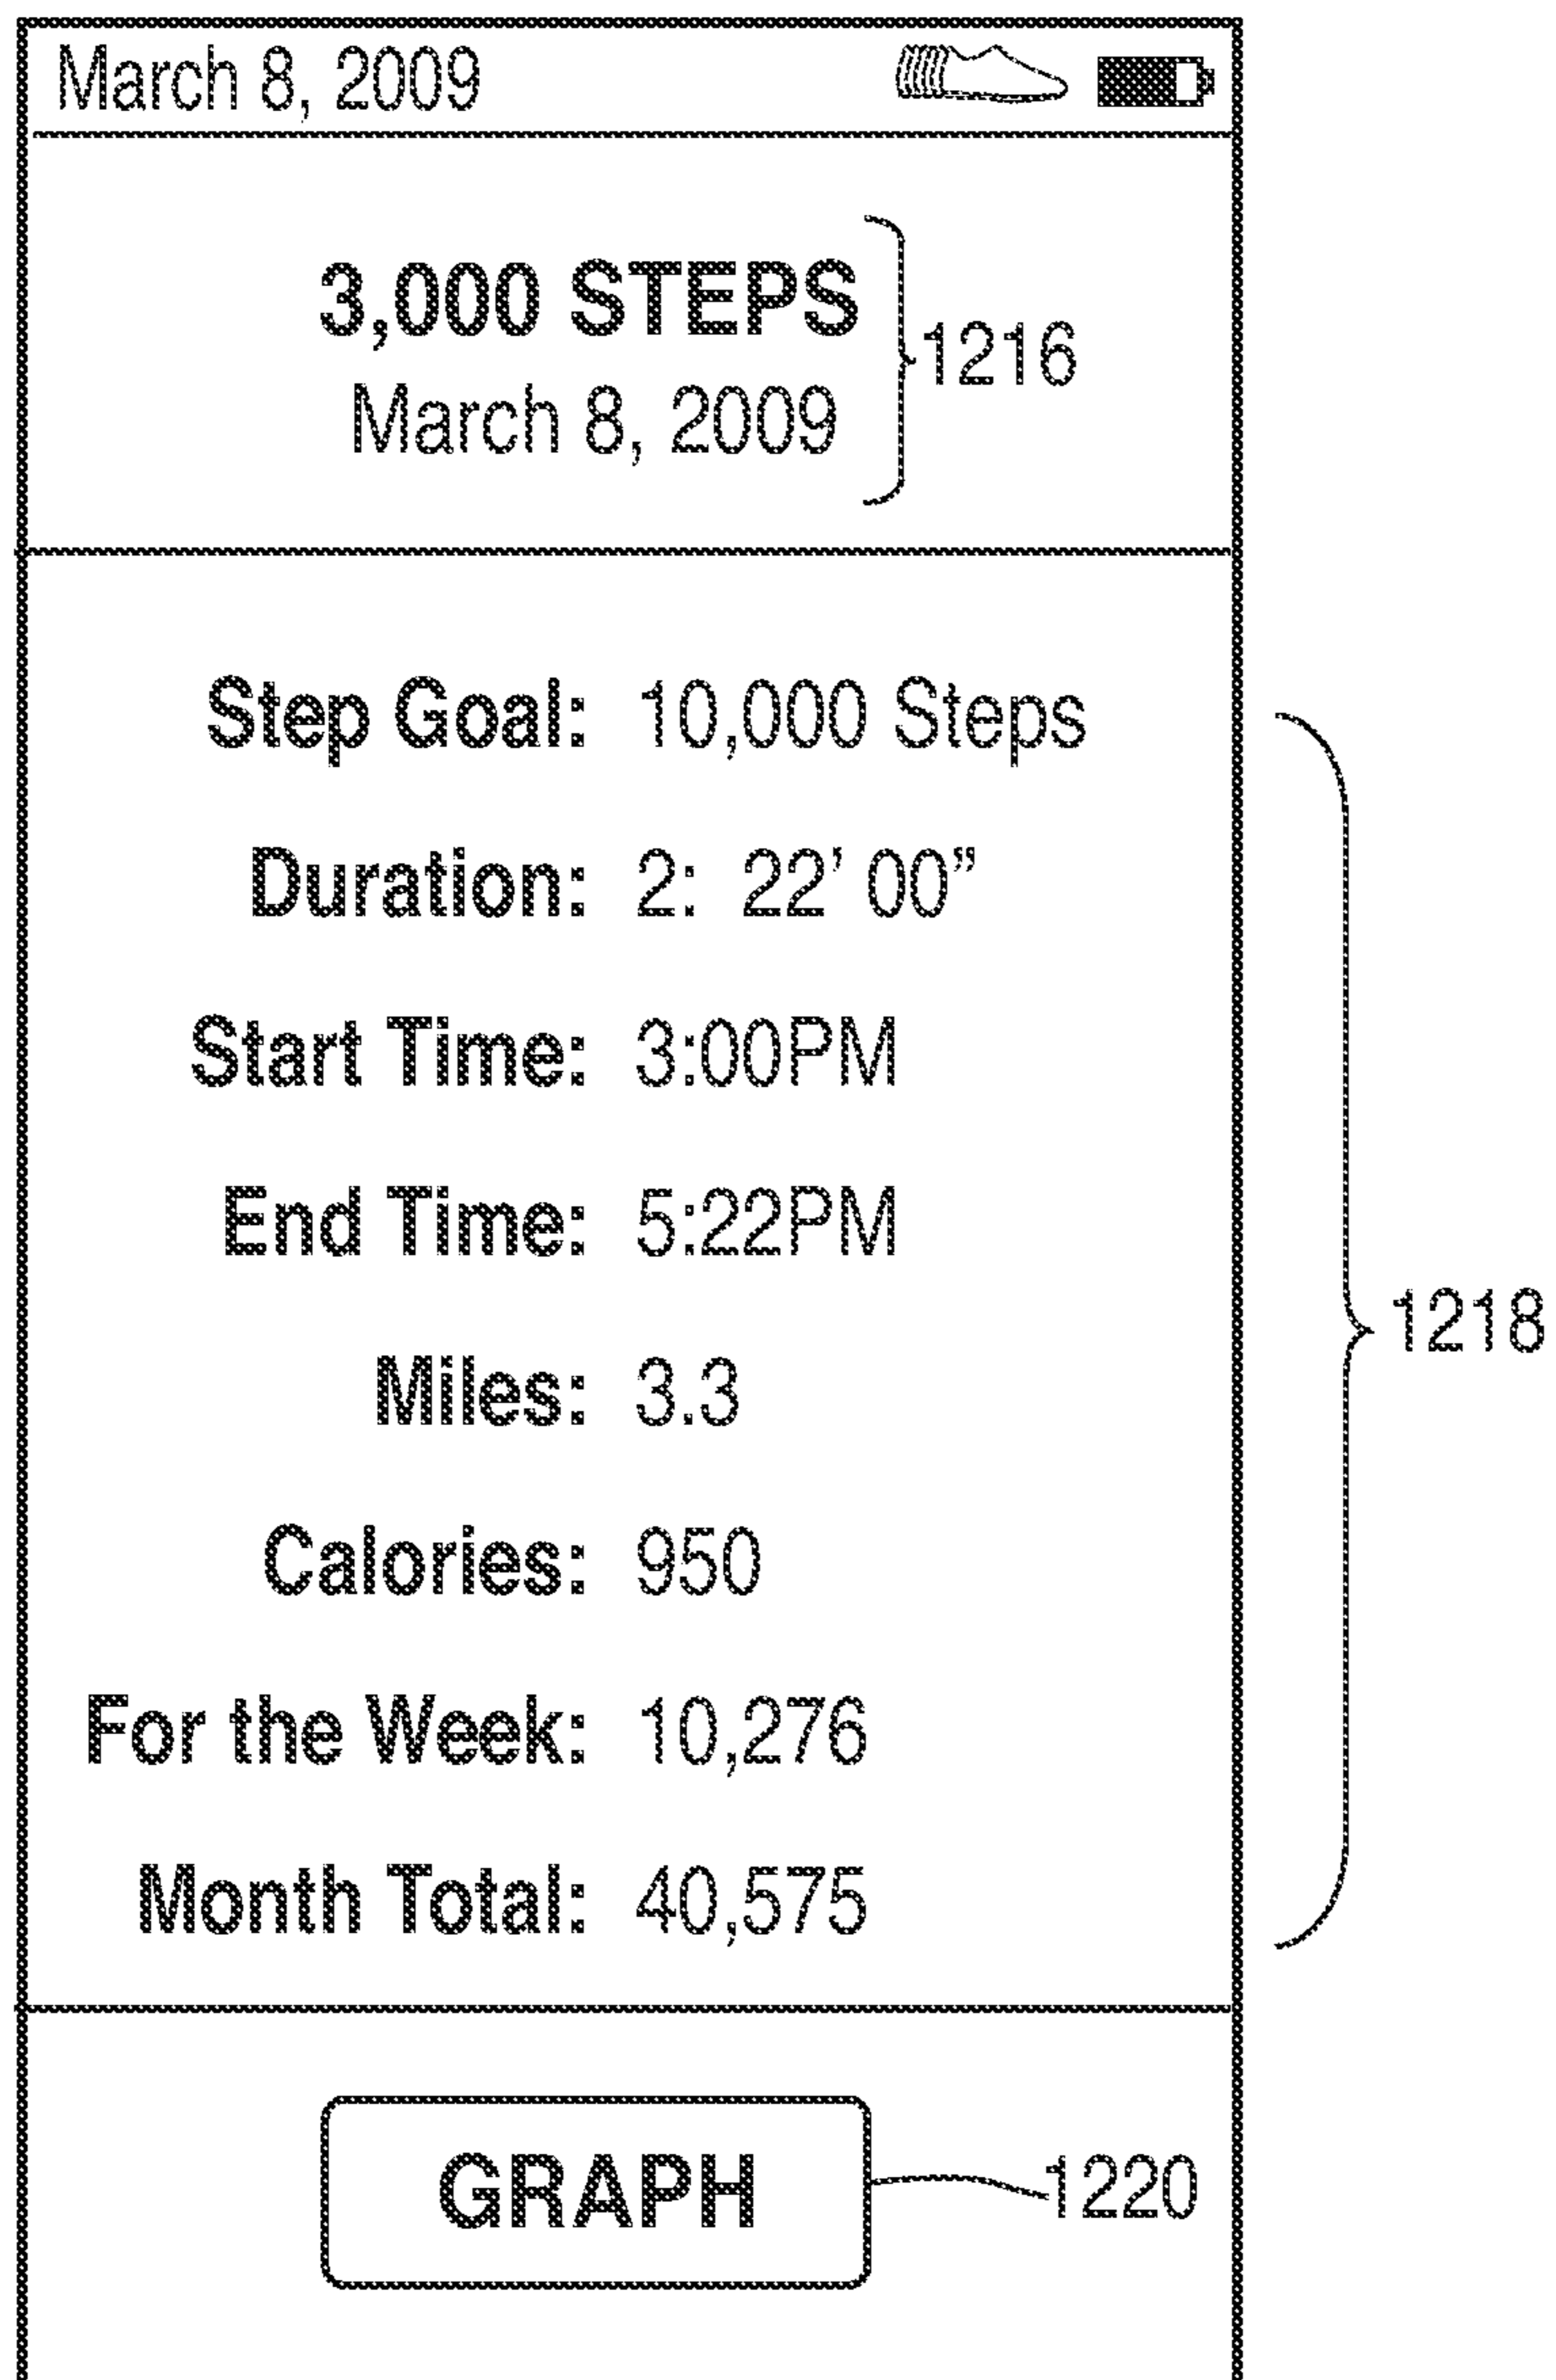 March 8, 2009
3,000 STEPS
March 8, 2009
1216
Step Goal: 10,000 Steps
Duration: 2: 22’ 00”
Start Time: 3:00PM
End Time: 5:22PM
Miles: 3.3
1218
Calories: 950
For the Week: 10,276
Month Total: 40,575
GRAPH
1220